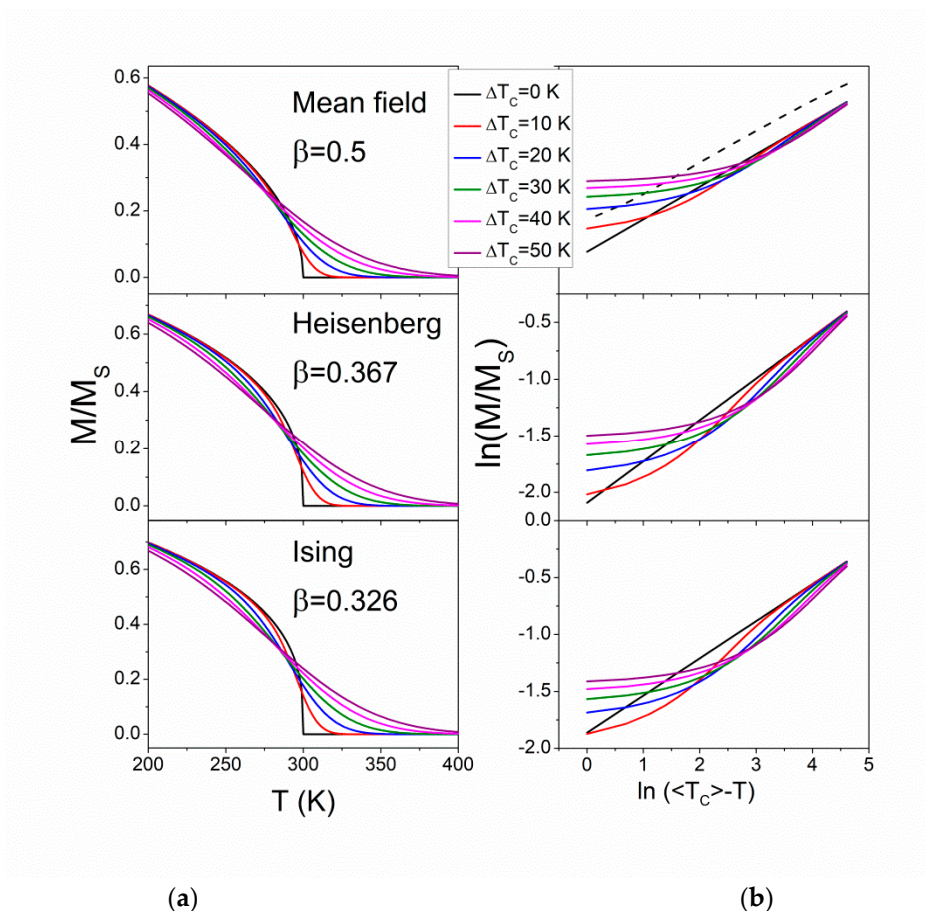 0.6
0.4
0.2
0.0
Mean field
β=0.5
ΔT_C=0 K
ΔT_C=10 K
ΔT_C=20 K
ΔT_C=30 K
ΔT_C=40 K
ΔT_C=50 K
0.6
0.4
0.2
0.0
Heisenberg
β=0.367
M/M_S
-0.5
-1.0
-1.5
-2.0
0.0
ln(M/M_S)
0.6
0.4
0.2
0.0
Ising
β=0.326
-0.5
-1.0
-1.5
-2.0
200 250 300 350 400
T (K)
0 1 2 3 4 5
ln (<T_C>-T)
(a) (b)